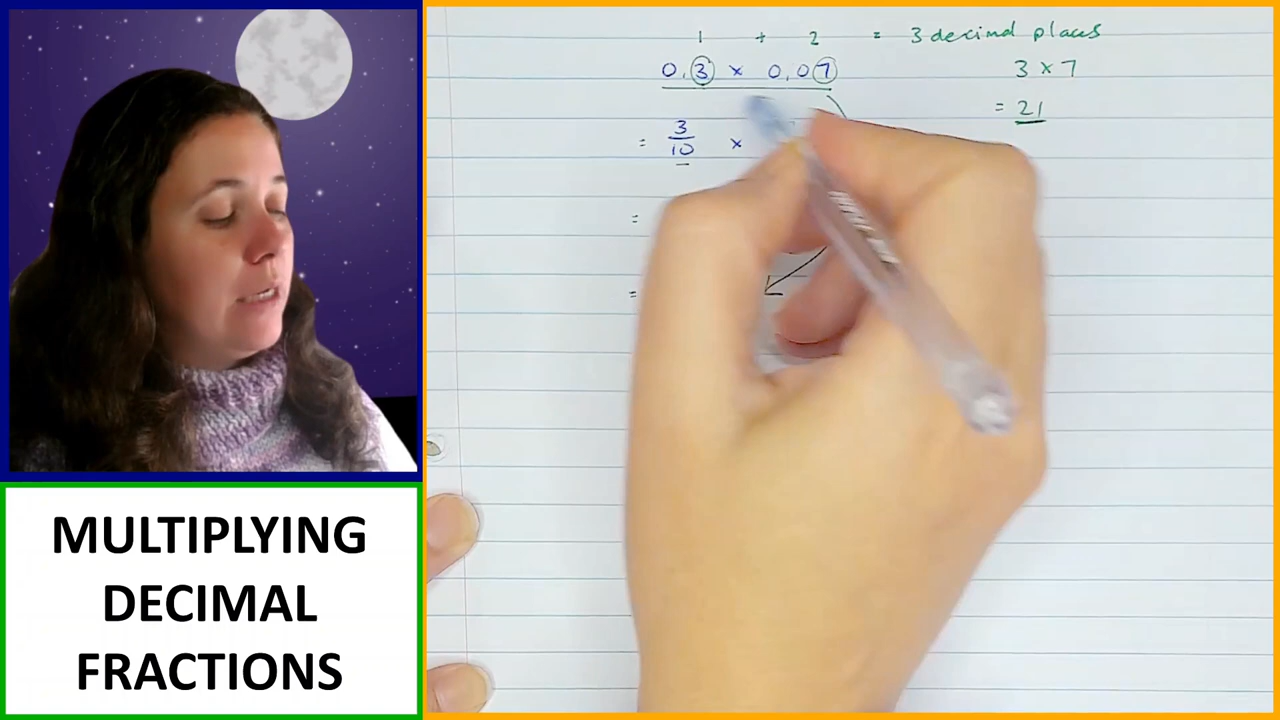 1 + 2 = 3 decimal places
0,3 × 0,07
3 × 7
= 21
= 3/10 ×
=
=
MULTIPLYING
DECIMAL
FRACTIONS